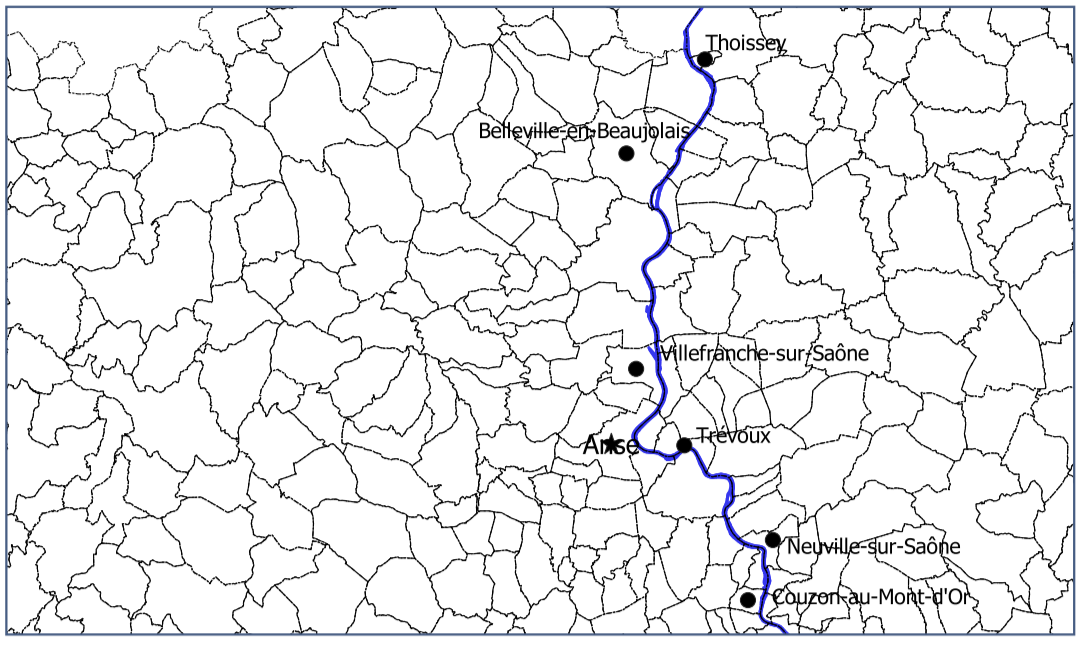 Thoissey
Belleville-en-Beaujolais
Villefranche-sur-Saône
Trévoux
Anse
Neuville-sur-Saône
Couzon-au-Mont-d'Or